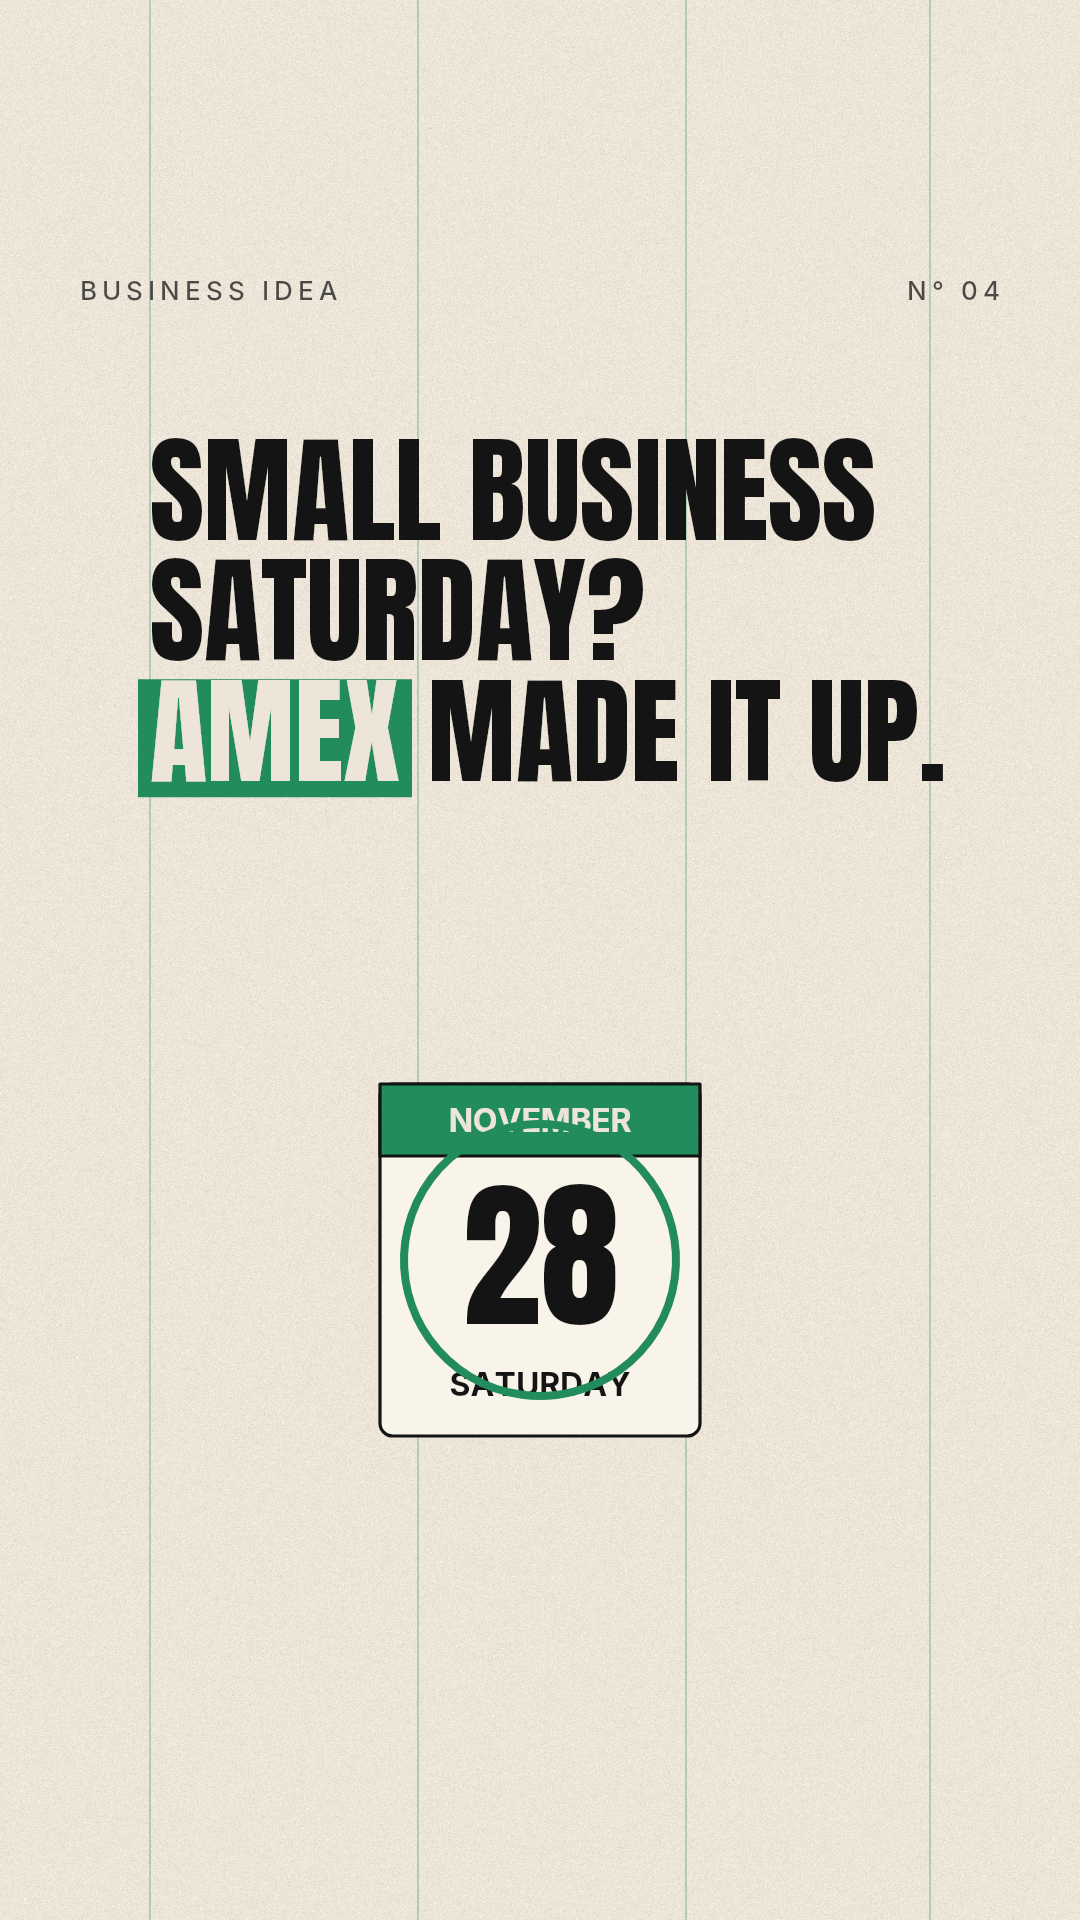 BUSINESS IDEA
N° 04
SMALL BUSINESS
SATURDAY?
AMEX MADE IT UP.
NOVEMBER
28
SATURDAY